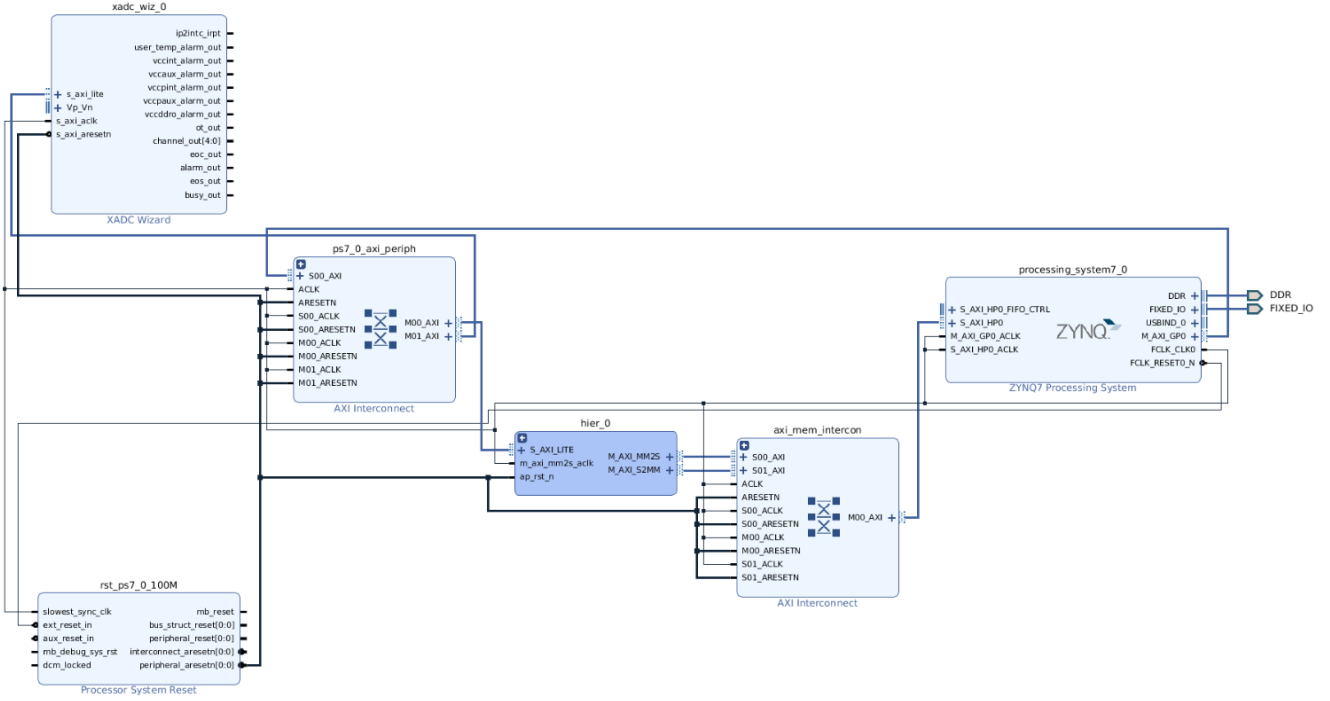 xadc_wiz_0
ip2intc_irpt
user_temp_alarm_out
vccint_alarm_out
vccaux_alarm_out
vccpint_alarm_out
vccpaux_alarm_out
vccddro_alarm_out
ot_out
channel_out[4:0]
eoc_out
alarm_out
eos_out
busy_out
s_axi_lite
Vp_Vn
s_axi_aclk
s_axi_aresetn
XADC Wizard
ps7_0_axi_periph
S00_AXI
ACLK
ARESETN
S00_ACLK
S00_ARESETN
M00_ACLK
M00_ARESETN
M01_ACLK
M01_ARESETN
M00_AXI
M01_AXI
AXI Interconnect
processing_system7_0
S_AXI_HP0_FIFO_CTRL
S_AXI_HP0
M_AXI_GP0_ACLK
S_AXI_HP0_ACLK
ZYNQ
DDR
FIXED_IO
USBIND_0
M_AXI_GP0
FCLK_CLK0
FCLK_RESET0_N
ZYNQ7 Processing System
DDR
FIXED_IO
hier_0
S_AXI_LITE
m_axi_mm2s_aclk
ap_rst_n
M_AXI_MM2S
M_AXI_S2MM
axi_mem_intercon
S00_AXI
S01_AXI
ACLK
ARESETN
S00_ACLK
S00_ARESETN
M00_ACLK
M00_ARESETN
S01_ACLK
S01_ARESETN
M00_AXI
AXI Interconnect
rst_ps7_0_100M
slowest_sync_clk
ext_reset_in
aux_reset_in
mb_debug_sys_rst
dcm_locked
mb_reset
bus_struct_reset[0:0]
peripheral_reset[0:0]
interconnect_aresetn[0:0]
peripheral_aresetn[0:0]
Processor System Reset